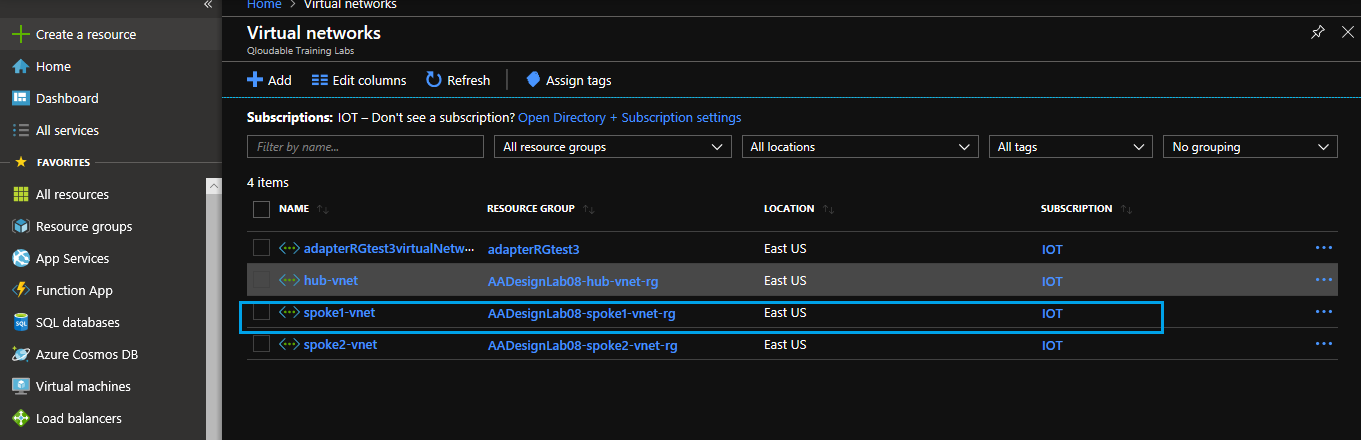 «
Create a resource
Home
Dashboard
All services
FAVORITES
All resources
Resource groups
App Services
Function App
SQL databases
Azure Cosmos DB
Virtual machines
Load balancers
Home > Virtual networks
Virtual networks
Qloudable Training Labs
Add Edit columns Refresh Assign tags
Subscriptions: IOT – Don't see a subscription? Open Directory + Subscription settings
Filter by name... All resource groups All locations All tags No grouping
4 items
NAME RESOURCE GROUP LOCATION SUBSCRIPTION
adapterRGtest3virtualNetw... adapterRGtest3 East US IOT
hub-vnet AADesignLab08-hub-vnet-rg East US IOT
spoke1-vnet AADesignLab08-spoke1-vnet-rg East US IOT
spoke2-vnet AADesignLab08-spoke2-vnet-rg East US IOT